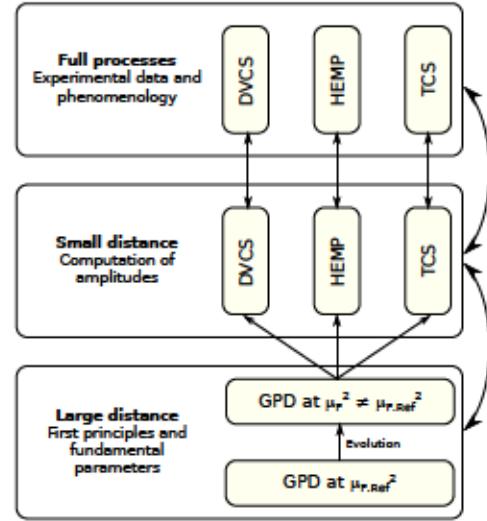 Full processes
Experimental data and
phenomenology
DVCS
HEMP
TCS
Small distance
Computation of
amplitudes
DVCS
HEMP
TCS
Large distance
First principles and
fundamental
parameters
GPD at μF² ≠ μF.Ref²
Evolution
GPD at μF.Ref²